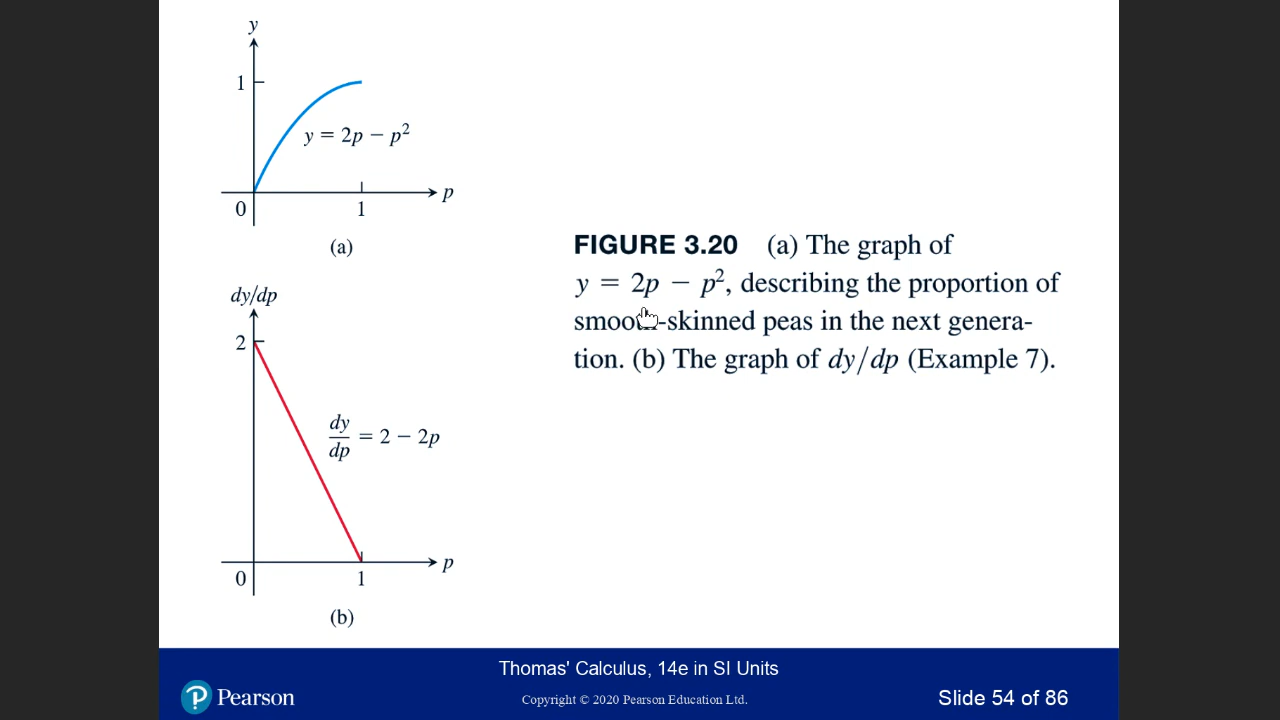 y
1
y = 2p − p²
0
1
p
(a)
dy/dp
2
dy/dp = 2 − 2p
0
1
p
(b)
FIGURE 3.20 (a) The graph of
y = 2p − p², describing the proportion of
smoo-skinned peas in the next genera-
tion. (b) The graph of dy/dp (Example 7).
Thomas' Calculus, 14e in SI Units
P Pearson
Copyright © 2020 Pearson Education Ltd.
Slide 54 of 86